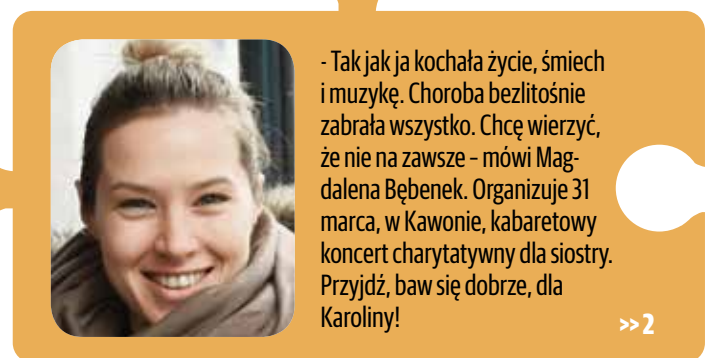 - Tak jak ja kochała życie, śmiech
i muzykę. Choroba bezlitośnie
zabrała wszystko. Chcę wierzyć,
że nie na zawsze – mówi Mag-
dalena Bębenek. Organizuje 31
marca, w Kawonie, kabaretowy
koncert charytatywny dla siostry.
Przyjdź, baw się dobrze, dla
Karoliny!
>> 2